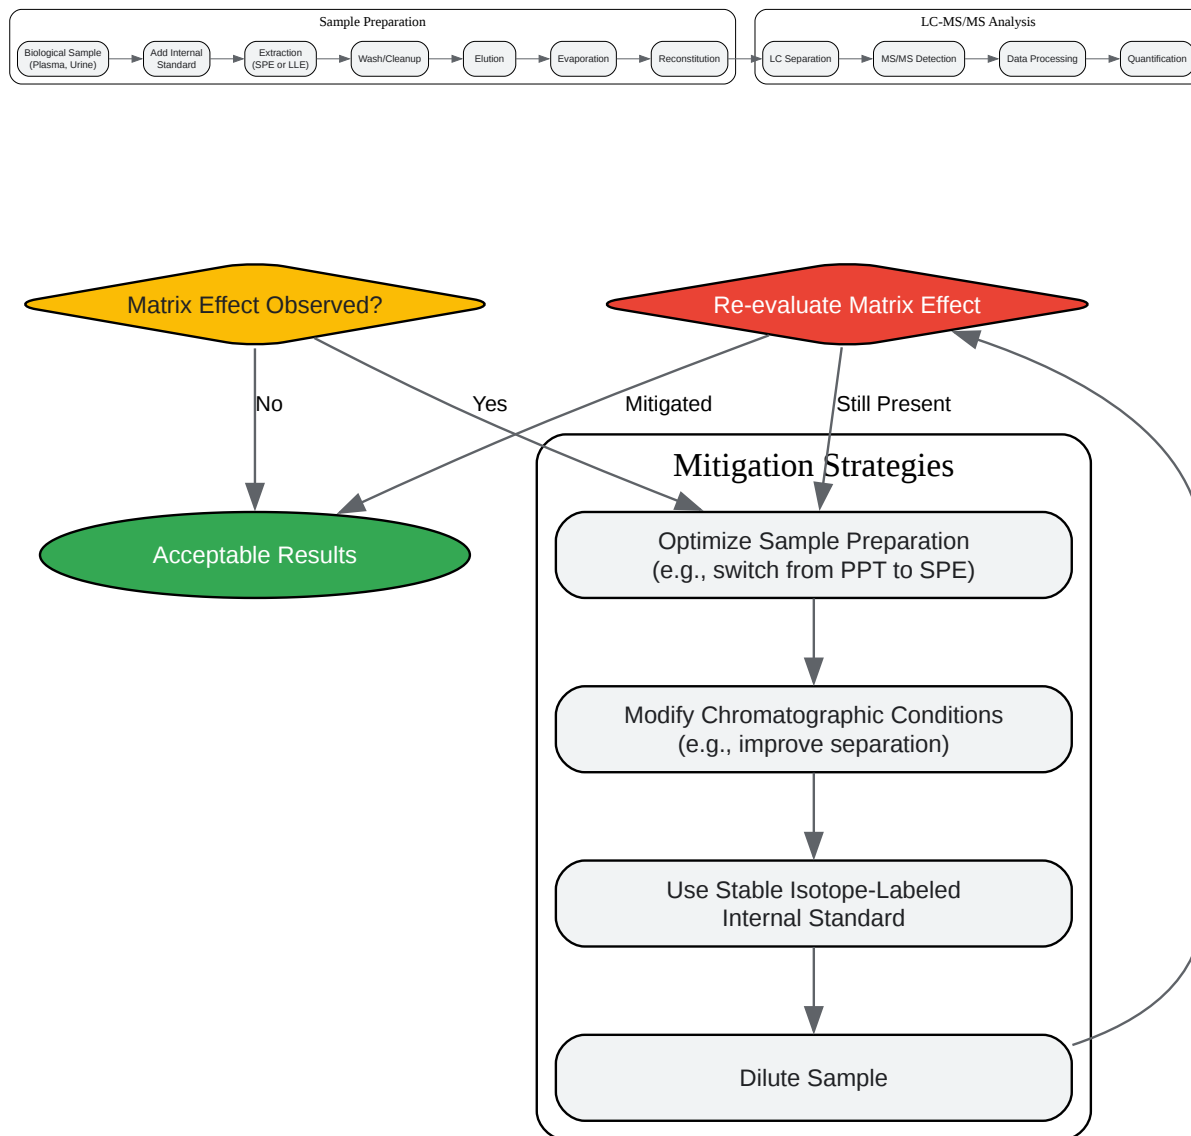 Sample Preparation
LC-MS/MS Analysis
Biological Sample
(Plasma, Urine)
Add Internal
Standard
Extraction
(SPE or LLE)
Wash/Cleanup
Elution
Evaporation
Reconstitution
LC Separation
MS/MS Detection
Data Processing
Quantification
Matrix Effect Observed?
Re-evaluate Matrix Effect
No
Yes
Mitigated
Still Present
Mitigation Strategies
Acceptable Results
Optimize Sample Preparation
(e.g., switch from PPT to SPE)
Modify Chromatographic Conditions
(e.g., improve separation)
Use Stable Isotope-Labeled
Internal Standard
Dilute Sample